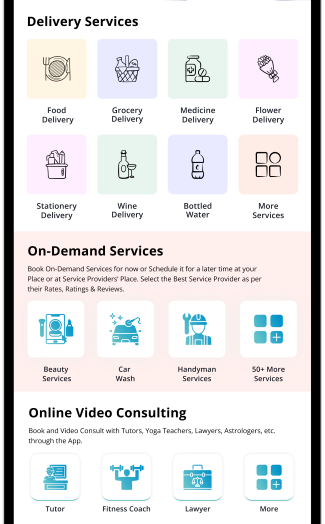 Delivery Services
Food Delivery
Grocery Delivery
Medicine Delivery
Flower Delivery
Stationery Delivery
Wine Delivery
Bottled Water
More Services
On-Demand Services
Book On-Demand Services for now or Schedule it for a later time at your
Place or at Service Providers' Place. Select the Best Service Provider as per
their Rates, Ratings & Reviews.
Beauty Services
Car Wash
Handyman Services
50+ More Services
Online Video Consulting
Book and Video Consult with Tutors, Yoga Teachers, Lawyers, Astrologers, etc.
through the App.
Tutor
Fitness Coach
Lawyer
More